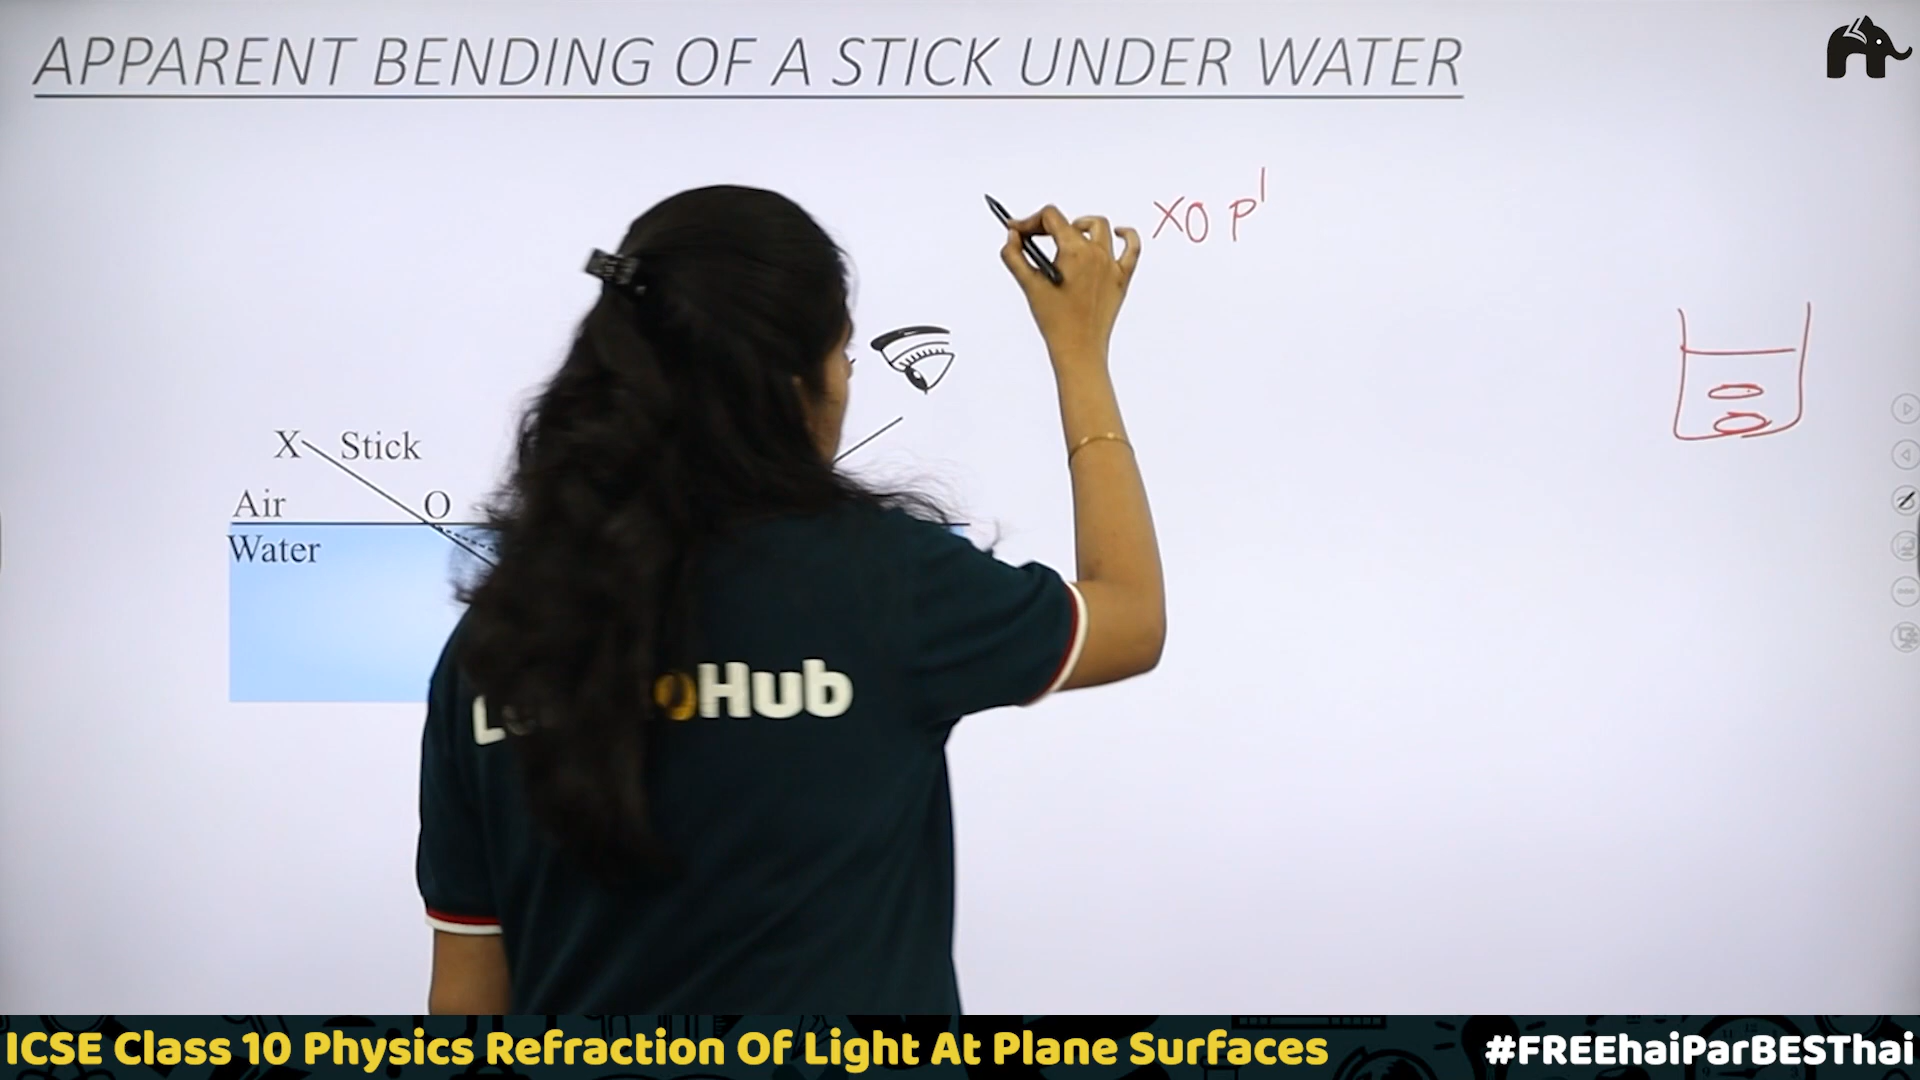 APPARENT BENDING OF A STICK UNDER WATER
XO P'
X Stick
Air O
Water
Hub
ICSE Class 10 Physics Refraction Of Light At Plane Surfaces
#FREEhaiParBESThai